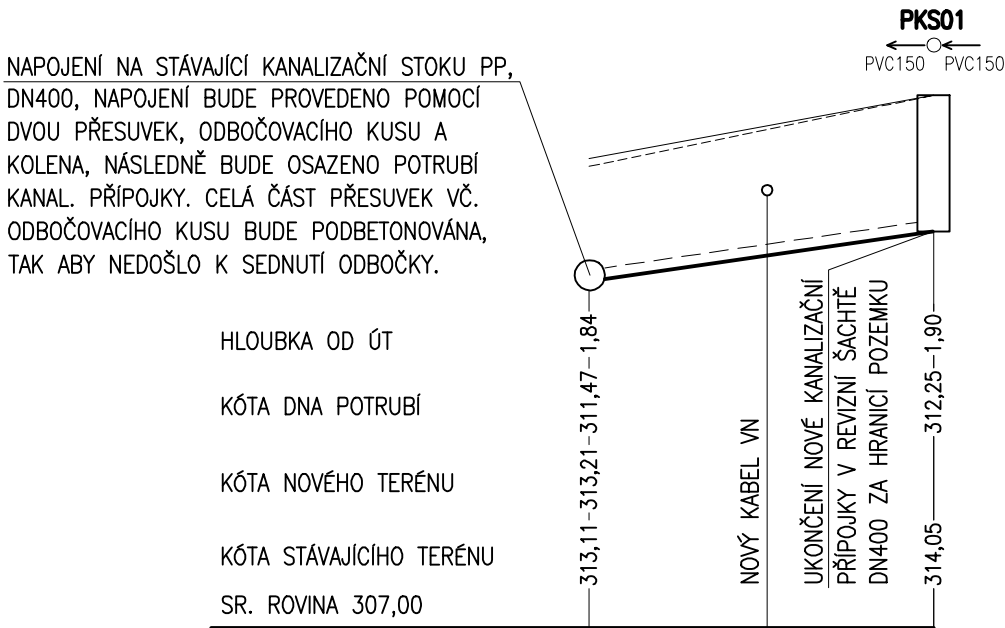 PKS01
PVC150 PVC150
NAPOJENÍ NA STÁVAJÍCÍ KANALIZAČNÍ STOKU PP,
DN400, NAPOJENÍ BUDE PROVEDENO POMOCÍ
DVOU PŘESUVEK, ODBOČOVACÍHO KUSU A
KOLENA, NÁSLEDNĚ BUDE OSAZENO POTRUBÍ
KANAL. PŘÍPOJKY. CELÁ ČÁST PŘESUVEK VČ.
ODBOČOVACÍHO KUSU BUDE PODBETONOVÁNA,
TAK ABY NEDOŠLO K SEDNUTÍ ODBOČKY.
HLOUBKA OD ÚT
KÓTA DNA POTRUBÍ
KÓTA NOVÉHO TERÉNU
KÓTA STÁVAJÍCÍHO TERÉNU
SR. ROVINA 307,00
313,11-313,21-311,47-1,84
NOVÝ KABEL VN
UKONČENÍ NOVÉ KANALIZAČNÍ
PŘÍPOJKY V REVIZNÍ ŠACHTĚ
DN400 ZA HRANICÍ POZEMKU
314,05 312,25-1,90